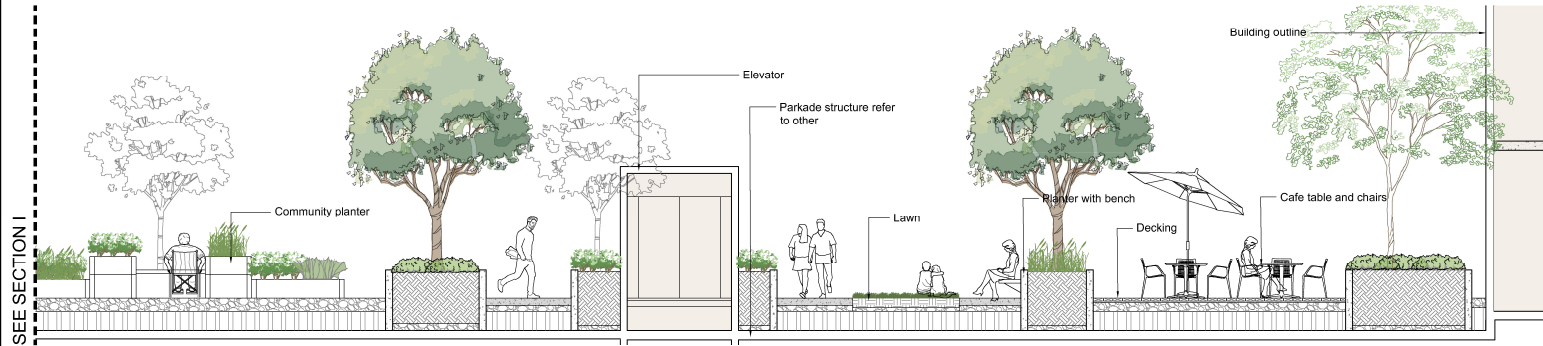 SEE SECTION I
Building outline
Elevator
Parkade structure refer
to other
Community planter
Planter with bench
Cafe table and chairs
Lawn
Decking